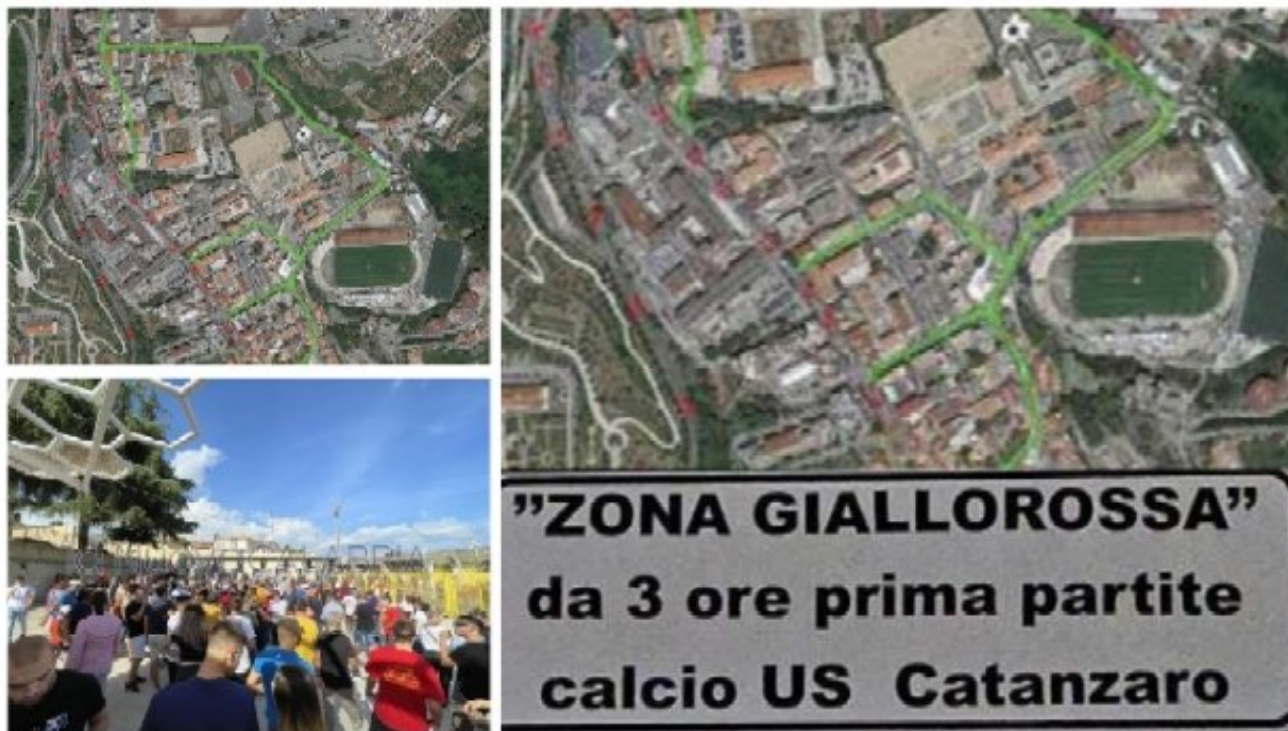 ”ZONA GIALLOROSSA”
da 3 ore prima partite
calcio US Catanzaro